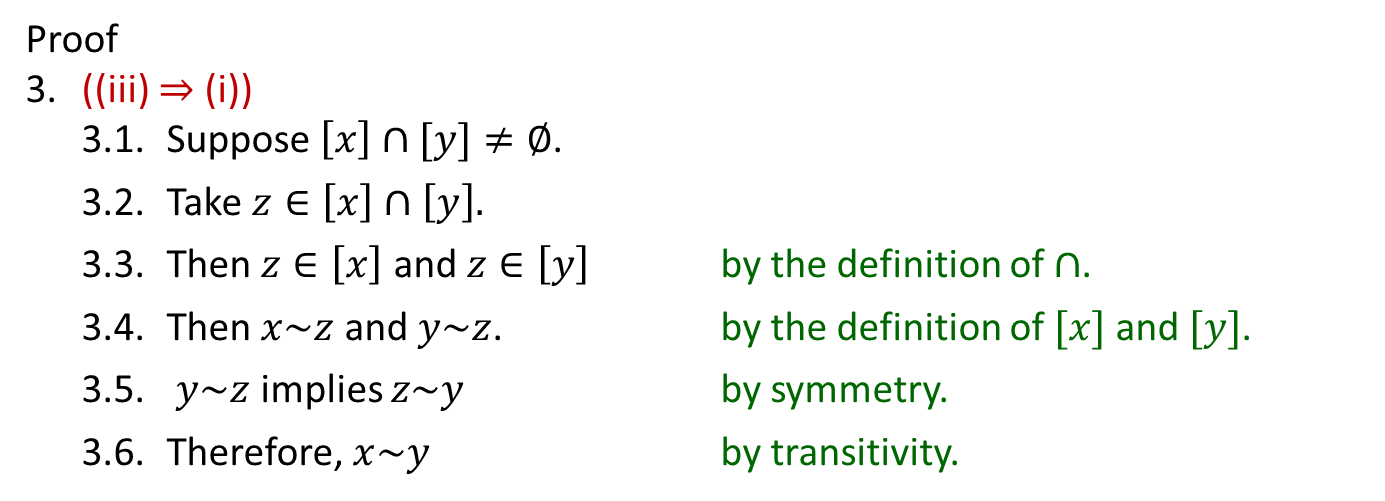 Proof
3. ((iii) ⇒ (i))
3.1. Suppose [x] ∩ [y] ≠ ∅.
3.2. Take z ∈ [x] ∩ [y].
3.3. Then z ∈ [x] and z ∈ [y] by the definition of ∩.
3.4. Then x~z and y~z. by the definition of [x] and [y].
3.5. y~z implies z~y by symmetry.
3.6. Therefore, x~y by transitivity.